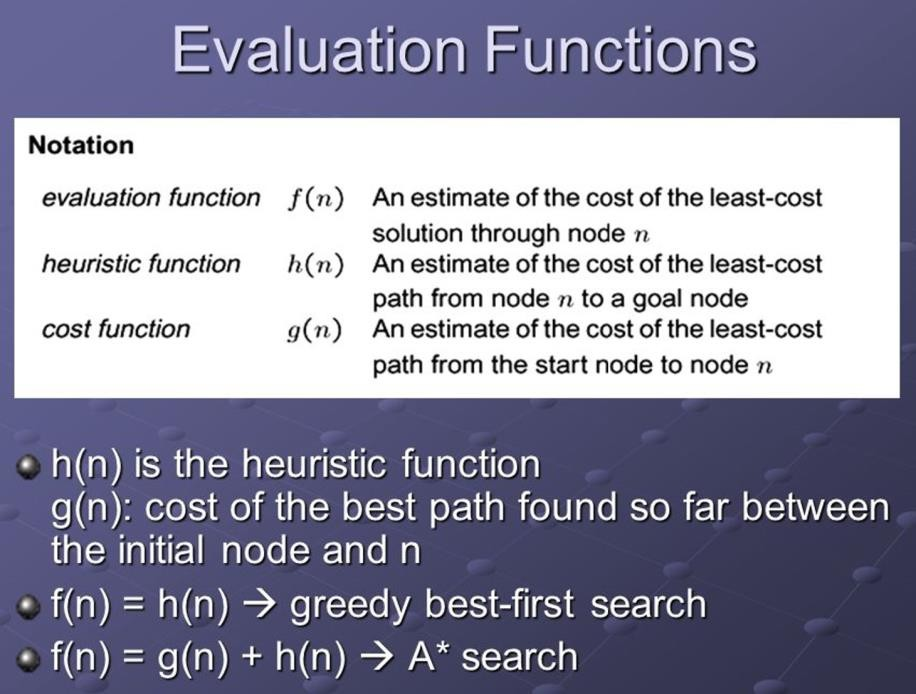 Evaluation Functions
Notation
evaluation function f(n) An estimate of the cost of the least-cost
solution through node n
heuristic function h(n) An estimate of the cost of the least-cost
path from node n to a goal node
cost function g(n) An estimate of the cost of the least-cost
path from the start node to node n
h(n) is the heuristic function
g(n): cost of the best path found so far between
the initial node and n
f(n) = h(n) → greedy best-first search
f(n) = g(n) + h(n) → A* search